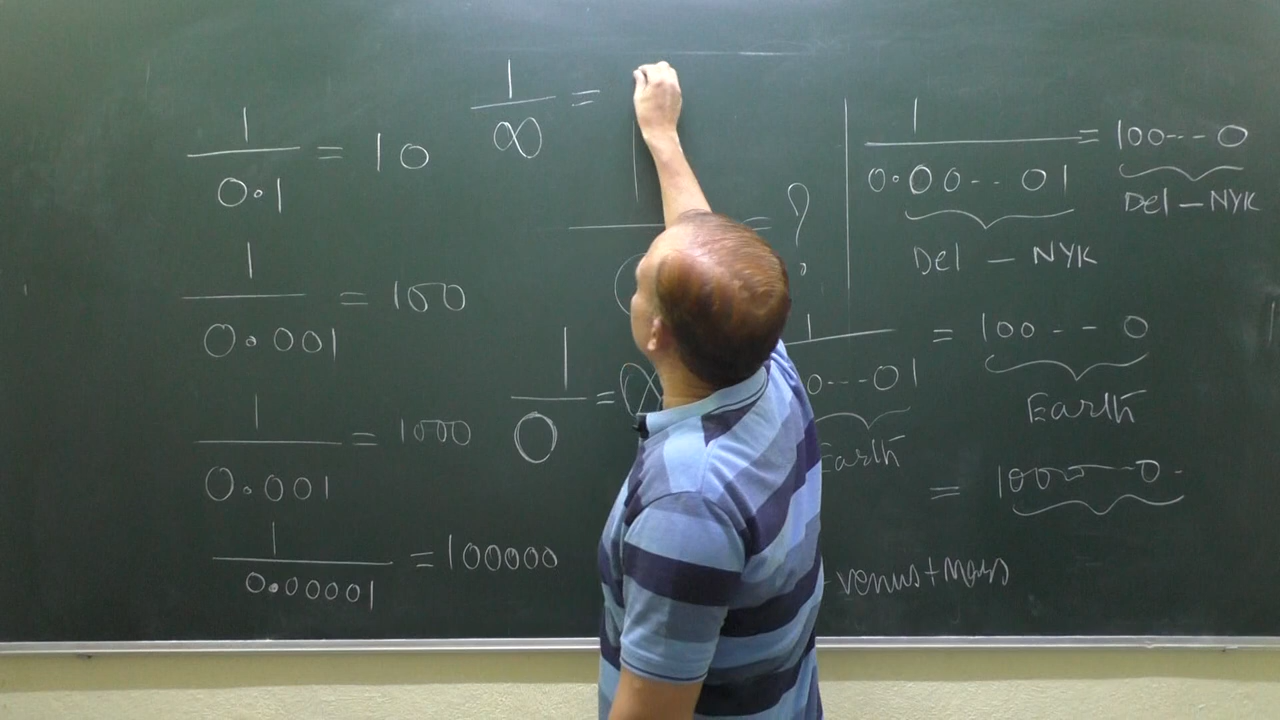 1/0.1 = 10
1/0.001 = 100
1/0.001 = 1000
1/0.00001 = 100000
1/∞ =
= ?
1/0 = ∞
1/0.00--01 = 100---0
Del - NYK
Del - NYK
1/0---01 = 100---0
Earth
Earth
= 1000---0-
venus+Mars